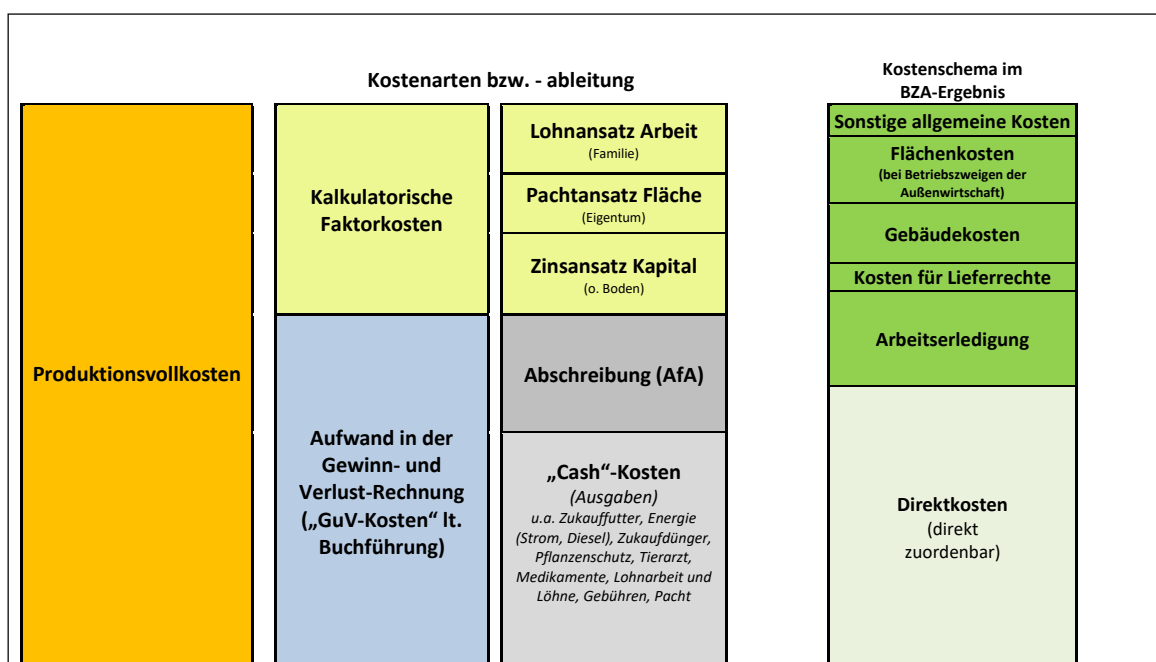 Kostenarten bzw. - ableitung
Kostenschema im
BZA-Ergebnis
Produktionsvollkosten
Kalkulatorische
Faktorkosten
Aufwand in der
Gewinn- und
Verlust-Rechnung
(„GuV-Kosten“ lt.
Buchführung)
Lohnansatz Arbeit
(Familie)
Pachtansatz Fläche
(Eigentum)
Zinsansatz Kapital
(o. Boden)
Abschreibung (AfA)
„Cash“-Kosten
(Ausgaben)
u.a. Zukauffutter, Energie
(Strom, Diesel), Zukaufdünger,
Pflanzenschutz, Tierarzt,
Medikamente, Lohnarbeit und
Löhne, Gebühren, Pacht
Sonstige allgemeine Kosten
Flächenkosten
(bei Betriebszweigen der
Außenwirtschaft)
Gebäudekosten
Kosten für Lieferrechte
Arbeitserledigung
Direktkosten
(direkt
zuordenbar)